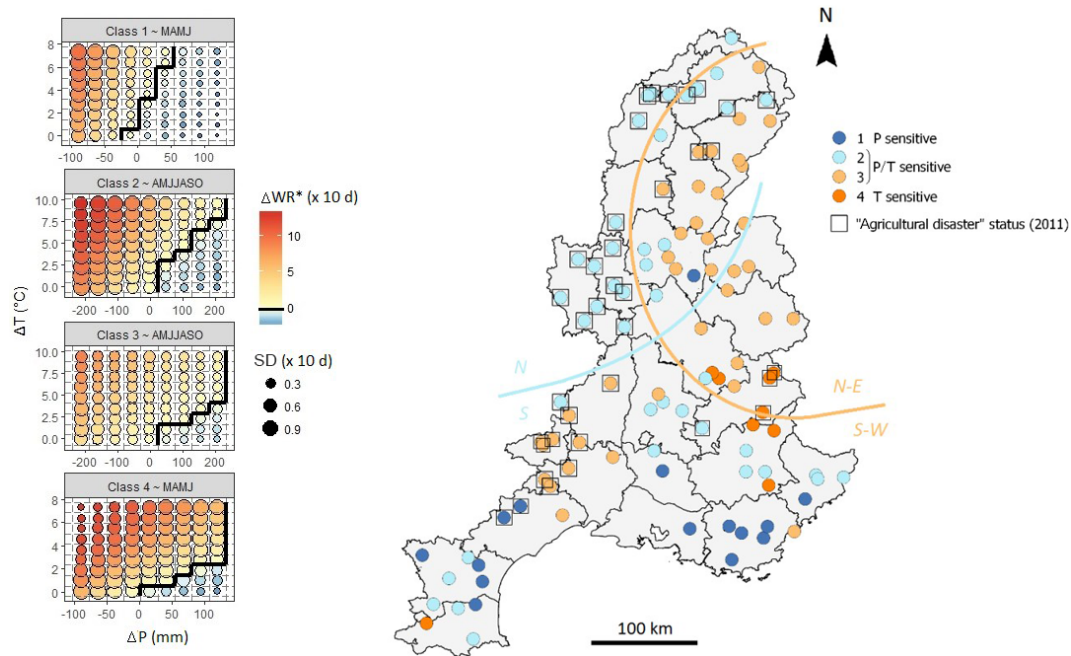 Class 1 ~ MAMJ
8
6
4
2
0
-100 -50 0 50 100
Class 2 ~ AMJJASO
10.0
7.5
5.0
2.5
0.0
-200 -100 0 100 200
Class 3 ~ AMJJASO
10.0
7.5
5.0
2.5
0.0
-200 -100 0 100 200
Class 4 ~ MAMJ
8
6
4
2
0
-100 -50 0 50 100
ΔT (°C)
ΔP (mm)
ΔWR* (x 10 d)
10
5
0
SD (x 10 d)
0.3
0.6
0.9
N
1 P sensitive
2
3
P/T sensitive
4 T sensitive
"Agricultural disaster" status (2011)
N
S
N-E
S-W
100 km